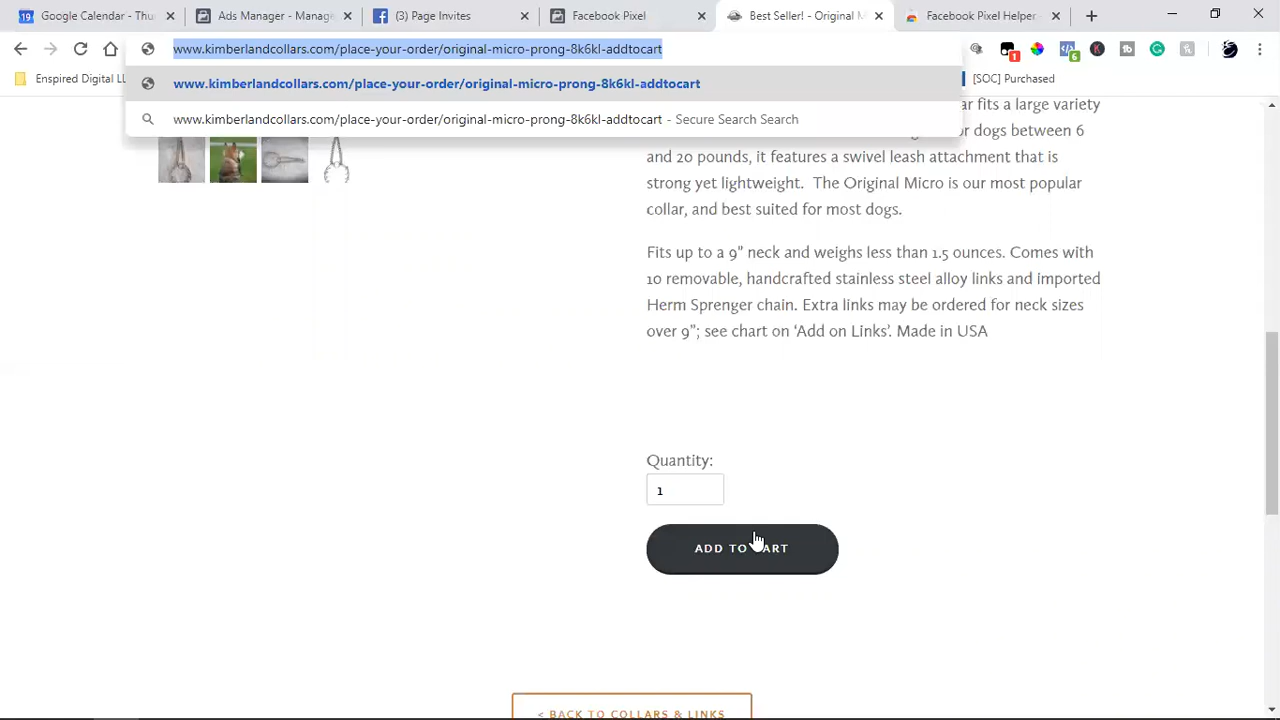 Google Calendar - Thu
Ads Manager - Manage
(3) Page Invites
Facebook Pixel
Best Seller! - Original M
Facebook Pixel Helper -
www.kimberlandcollars.com/place-your-order/original-micro-prong-8k6kl-addtocart
1
6
K
Enspired Digital LL
www.kimberlandcollars.com/place-your-order/original-micro-prong-8k6kl-addtocart
[SOC] Purchased
www.kimberlandcollars.com/place-your-order/original-micro-prong-8k6kl-addtocart - Secure Search Search
ar fits a large variety
or dogs between 6
and 20 pounds, it features a swivel leash attachment that is
strong yet lightweight. The Original Micro is our most popular
collar, and best suited for most dogs.
Fits up to a 9” neck and weighs less than 1.5 ounces. Comes with
10 removable, handcrafted stainless steel alloy links and imported
Herm Sprenger chain. Extra links may be ordered for neck sizes
over 9”; see chart on ‘Add on Links’. Made in USA
Quantity:
1
ADD TO CART
< BACK TO COLLARS & LINKS